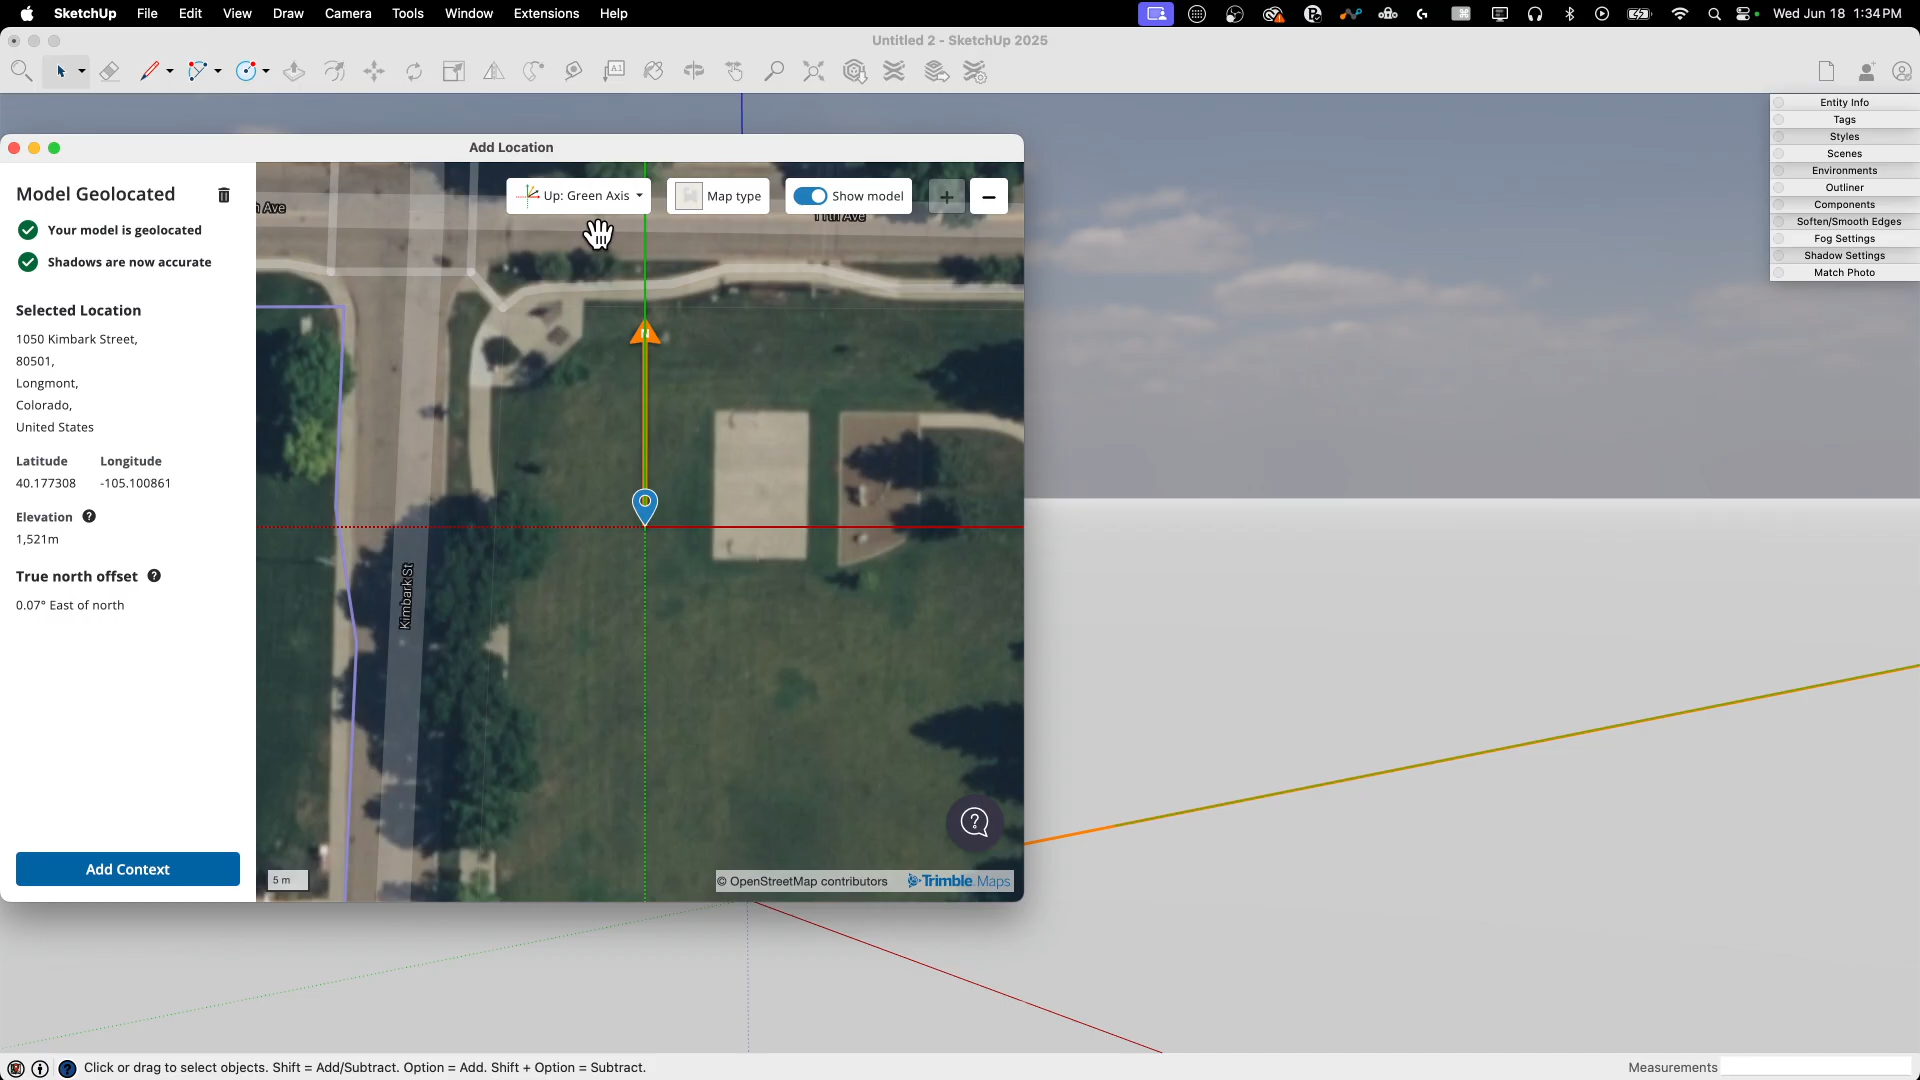 SketchUp File Edit View Draw Camera Tools Window Extensions Help Wed Jun 18 1:34 PM
Untitled 2 - SketchUp 2025
A1
Entity Info
Tags
Styles
Scenes
Environments
Outliner
Components
Soften/Smooth Edges
Fog Settings
Shadow Settings
Match Photo
Add Location
Model Geolocated
Your model is geolocated
Shadows are now accurate
Selected Location
1050 Kimbark Street,
80501,
Longmont,
Colorado,
United States
Latitude Longitude
40.177308 -105.100861
Elevation ?
1,521m
True north offset ?
0.07° East of north
Add Context
Up: Green Axis Map type Show model + −
Ave
11th Ave
N
Kimbark St
5 m
© OpenStreetMap contributors Trimble Maps
?
Click or drag to select objects. Shift = Add/Subtract. Option = Add. Shift + Option = Subtract.
Measurements